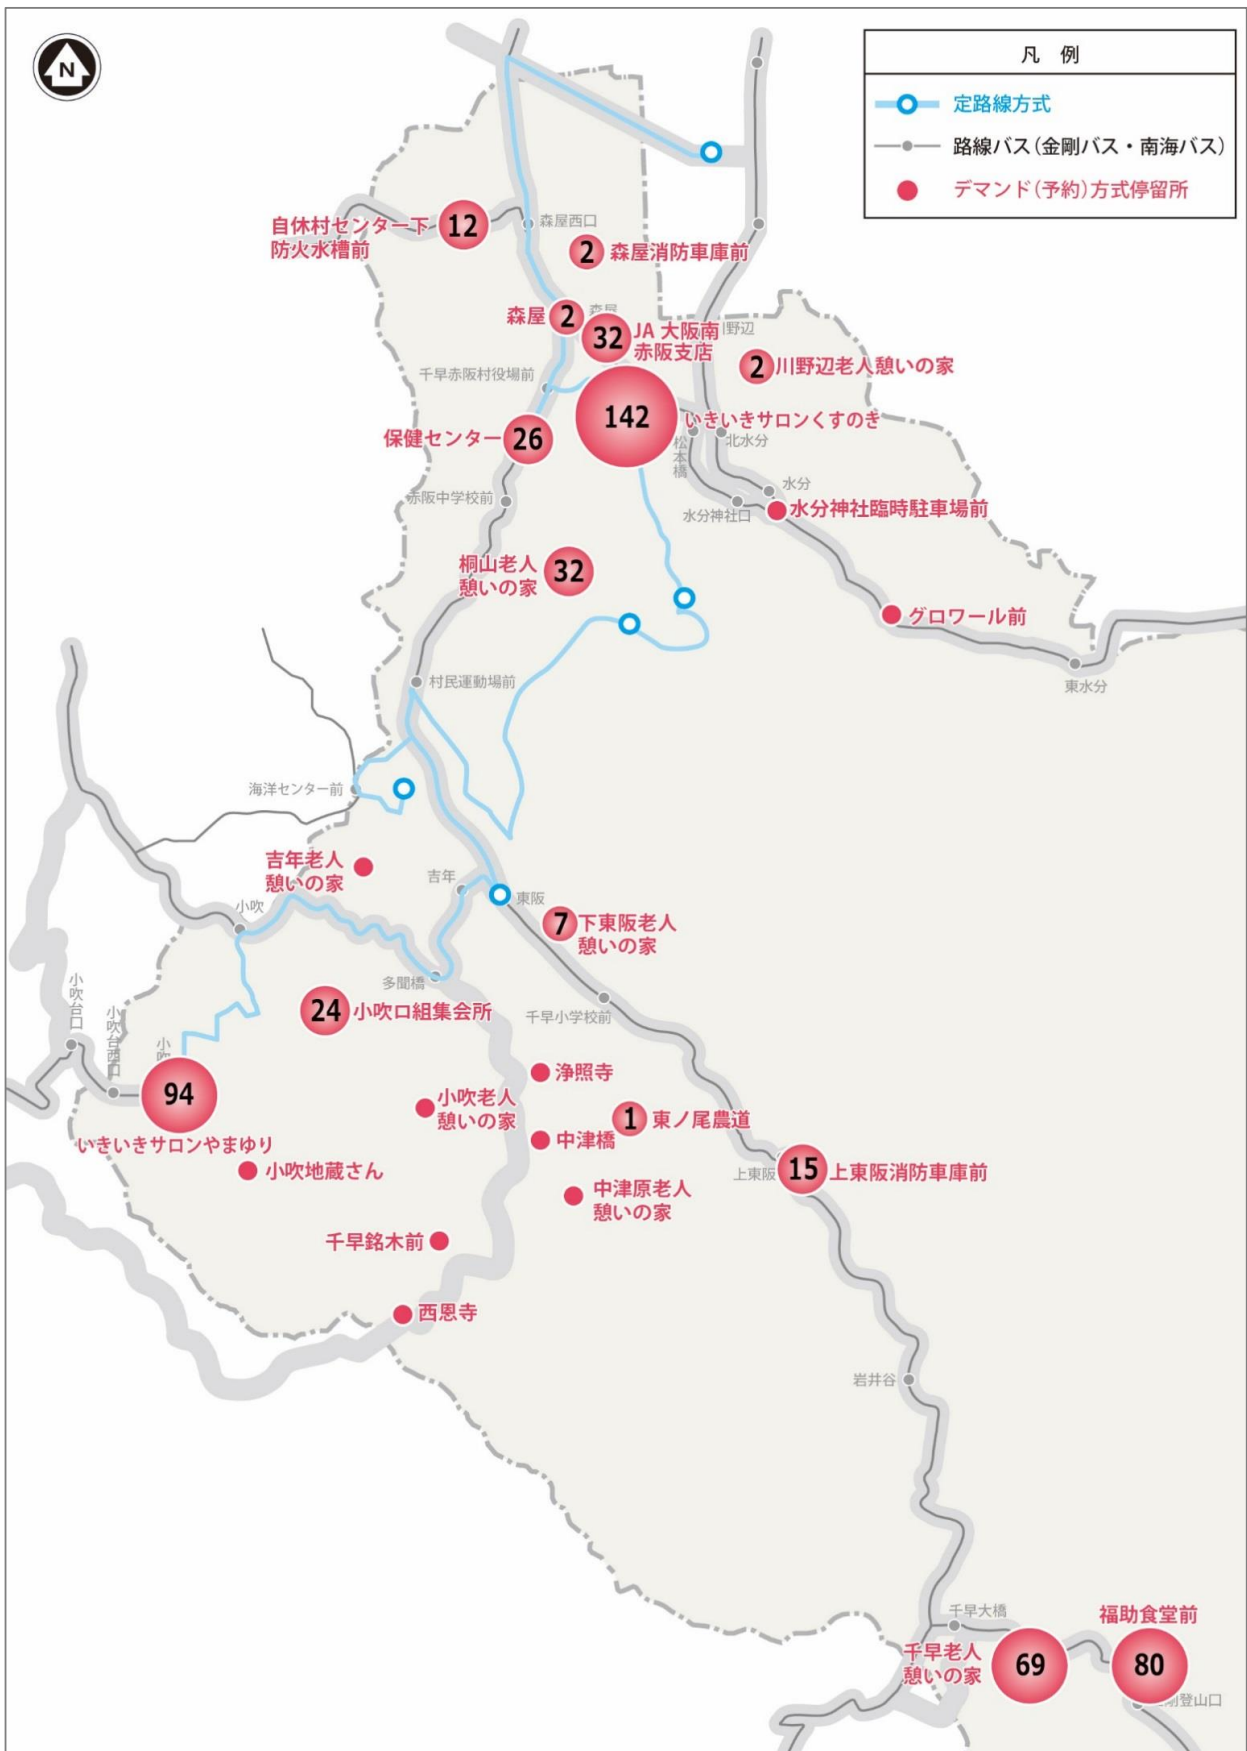 N
凡 例
定路線方式
路線バス(金剛バス・南海バス)
デマンド(予約)方式停留所
自休村センター下
防火水槽前
12
森屋西口
2
森屋消防車庫前
森屋
2
森屋
32
JA 大阪南
赤阪支店
川野辺
2
川野辺老人憩いの家
千早赤阪村役場前
142
いきいきサロンくすのき
保健センター
26
松本橋
北水分
水分
赤阪中学校前
水分神社口
水分神社臨時駐車場前
桐山老人
憩いの家
32
グロワール前
村民運動場前
東水分
海洋センター前
吉年老人
憩いの家
吉年
東阪
小吹
7
下東阪老人
憩いの家
多聞橋
小吹台口
小吹台西口
24
小吹口組集会所
千早小学校前
94
いきいきサロンやまゆり
浄照寺
小吹老人
憩いの家
1
東ノ尾農道
中津橋
小吹地蔵さん
上東阪
15
上東阪消防車庫前
中津原老人
憩いの家
千早銘木前
西恩寺
岩井谷
千早大橋
福助食堂前
千早老人
憩いの家
69
80
剛登山口